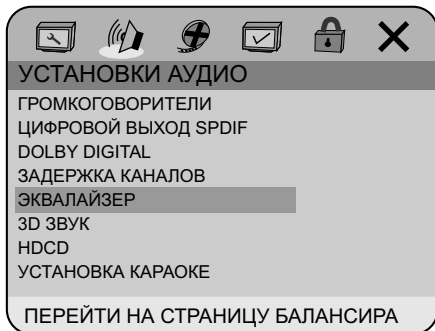 УСТАНОВКИ АУДИО
ГРОМКОГОВОРИТЕЛИ
ЦИФРОВОЙ ВЫХОД SPDIF
DOLBY DIGITAL
ЗАДЕРЖКА КАНАЛОВ
ЭКВАЛАЙЗЕР
3D ЗВУК
HDCD
УСТАНОВКА КАРАОКЕ
ПЕРЕЙТИ НА СТРАНИЦУ БАЛАНСИРА